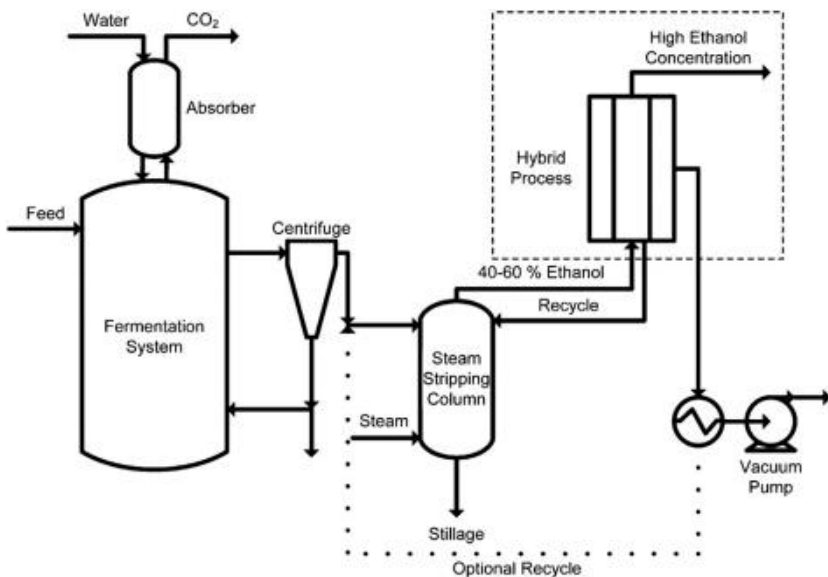 Water
CO₂
Absorber
High Ethanol
Concentration
Hybrid
Process
Feed
Centrifuge
40-60 % Ethanol
Recycle
Fermentation
System
Steam
Stripping
Column
Steam
Vacuum
Pump
Stillage
Optional Recycle